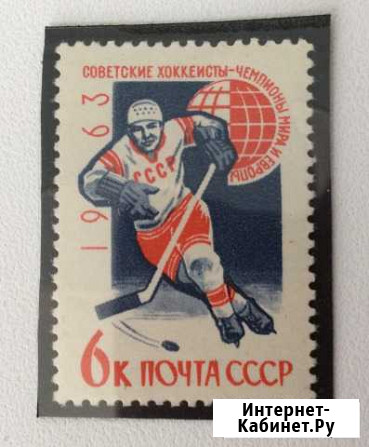 СОВЕТСКИЕ ХОККЕИСТЫ-ЧЕМПИОНЫ МИРА И ЕВРОПЫ
1963
СССР
6к ПОЧТА СССР
Интернет-
Кабинет.Ру